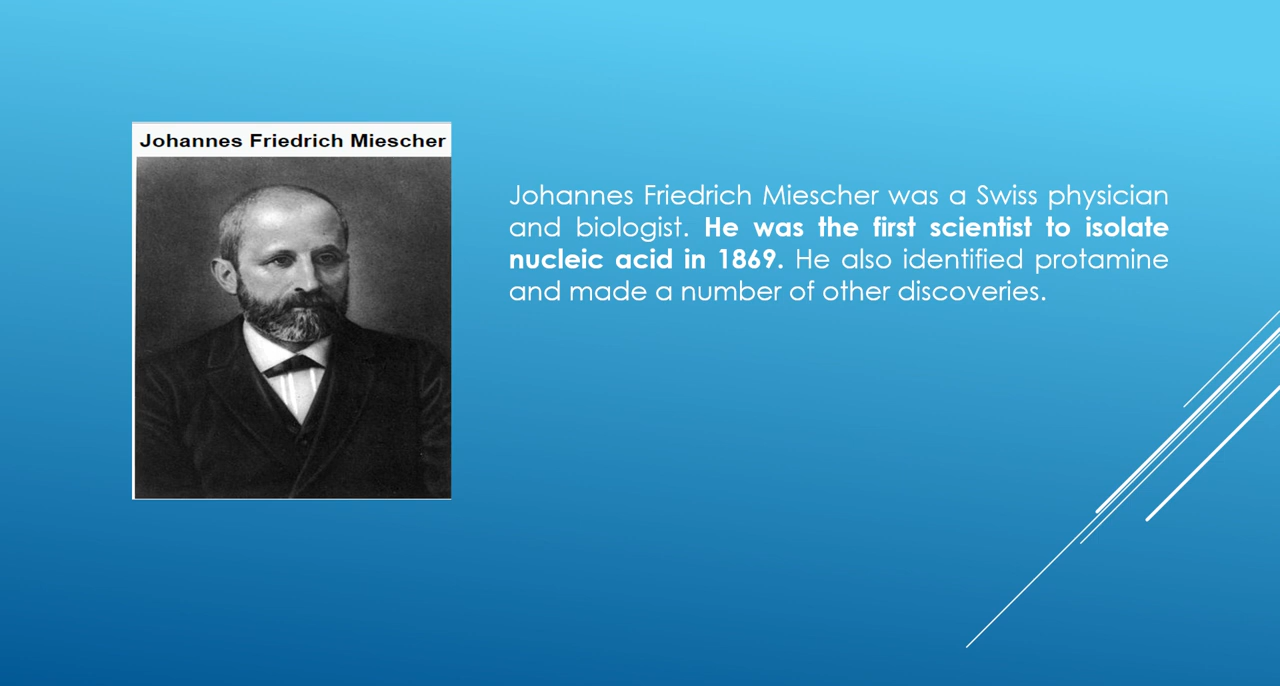 Johannes Friedrich Miescher
Johannes Friedrich Miescher was a Swiss physician
and biologist. He was the first scientist to isolate
nucleic acid in 1869. He also identified protamine
and made a number of other discoveries.